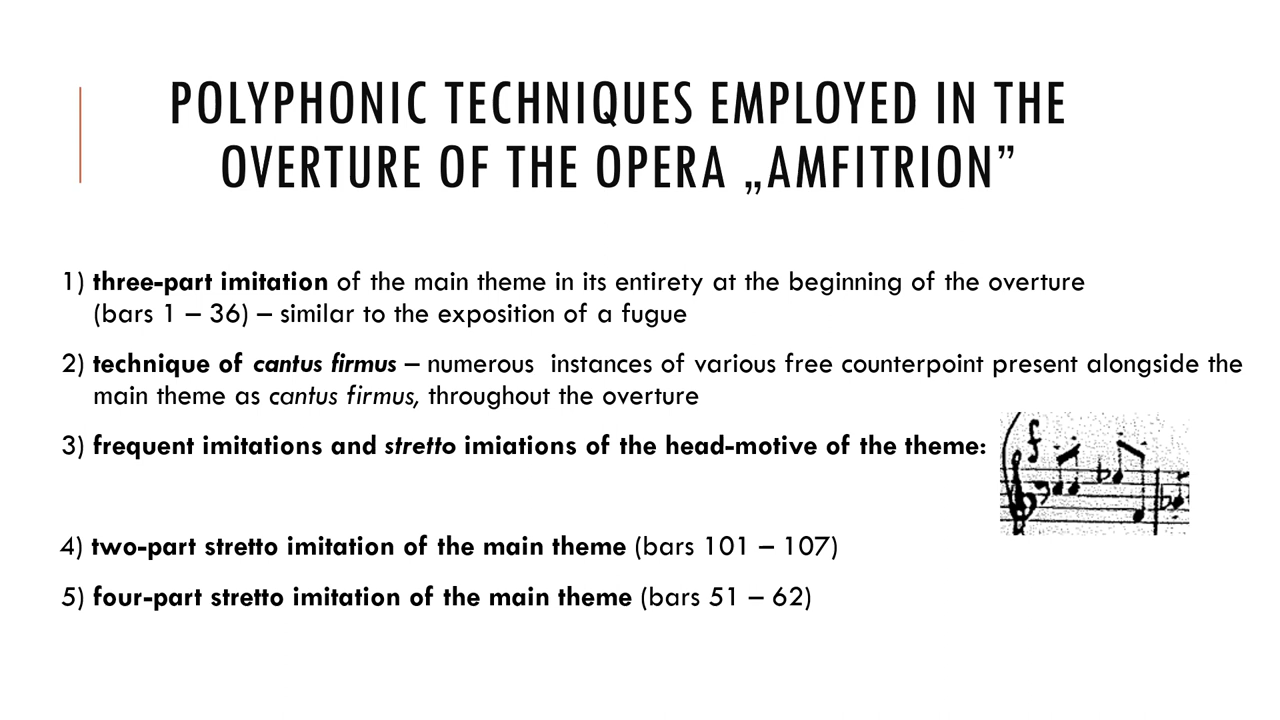 POLYPHONIC TECHNIQUES EMPLOYED IN THE
OVERTURE OF THE OPERA „AMFITRION”
1) three-part imitation of the main theme in its entirety at the beginning of the overture
(bars 1 – 36) – similar to the exposition of a fugue
2) technique of cantus firmus – numerous  instances of various free counterpoint present alongside the
main theme as cantus firmus, throughout the overture
3) frequent imitations and stretto imiations of the head-motive of the theme:
f
4) two-part stretto imitation of the main theme (bars 101 – 107)
5) four-part stretto imitation of the main theme (bars 51 – 62)